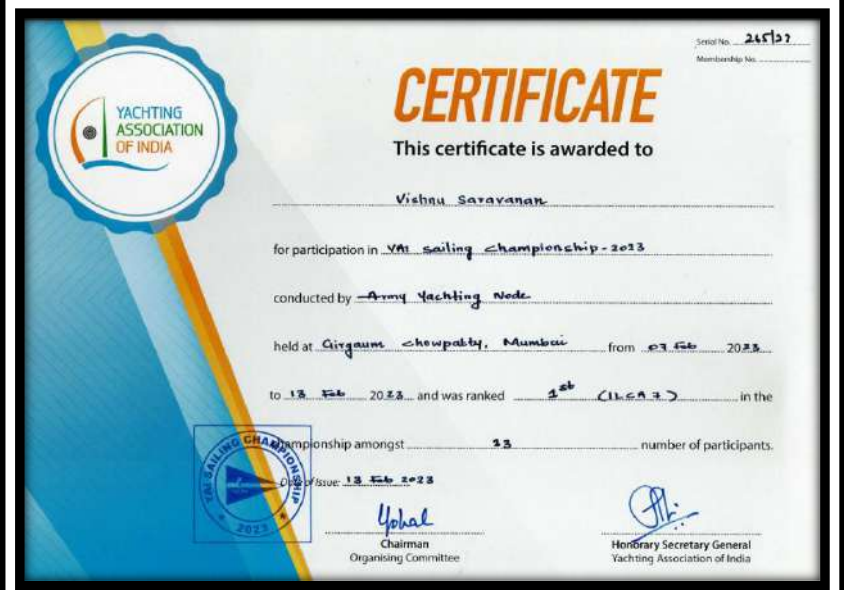 Serial No. 265/27
Membership No.
YACHTING
ASSOCIATION
OF INDIA
CERTIFICATE
This certificate is awarded to
Vishnu Saravanan
for participation in YAI sailing championship-2023
conducted by Army Yachting Node
held at Girgaum chowpatty, Mumbai from 07 Feb 2023
to 13 Feb 2023 and was ranked 1st (ILCA 7) in the
championship amongst 23 number of participants.
YAI SAILING CHAMPIONSHIP
2023
Date of Issue: 13 Feb 2023
Chairman
Organising Committee
Honorary Secretary General
Yachting Association of India